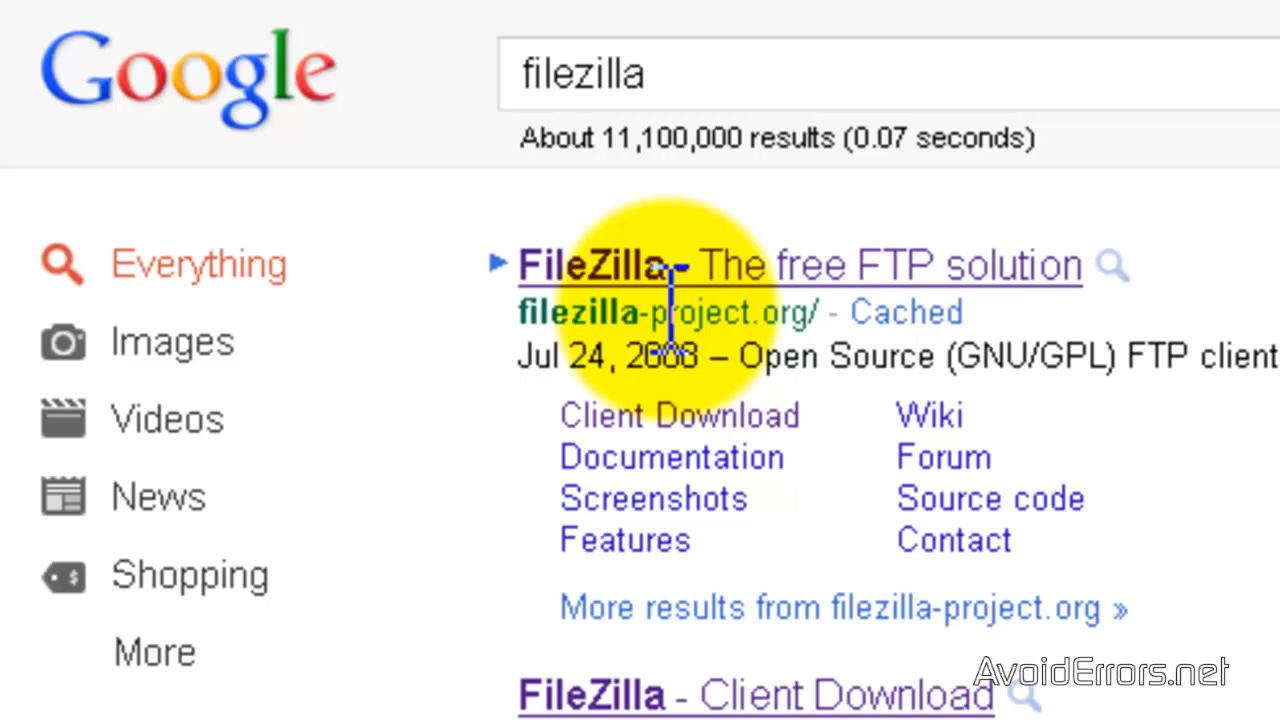 Google
filezilla
About 11,100,000 results (0.07 seconds)
Everything
Images
Videos
News
Shopping
More
FileZilla - The free FTP solution
filezilla-project.org/ - Cached
Jul 24, 2008 – Open Source (GNU/GPL) FTP client
Client Download Wiki
Documentation Forum
Screenshots Source code
Features Contact
More results from filezilla-project.org »
FileZilla - Client Download
AvoidErrors.net